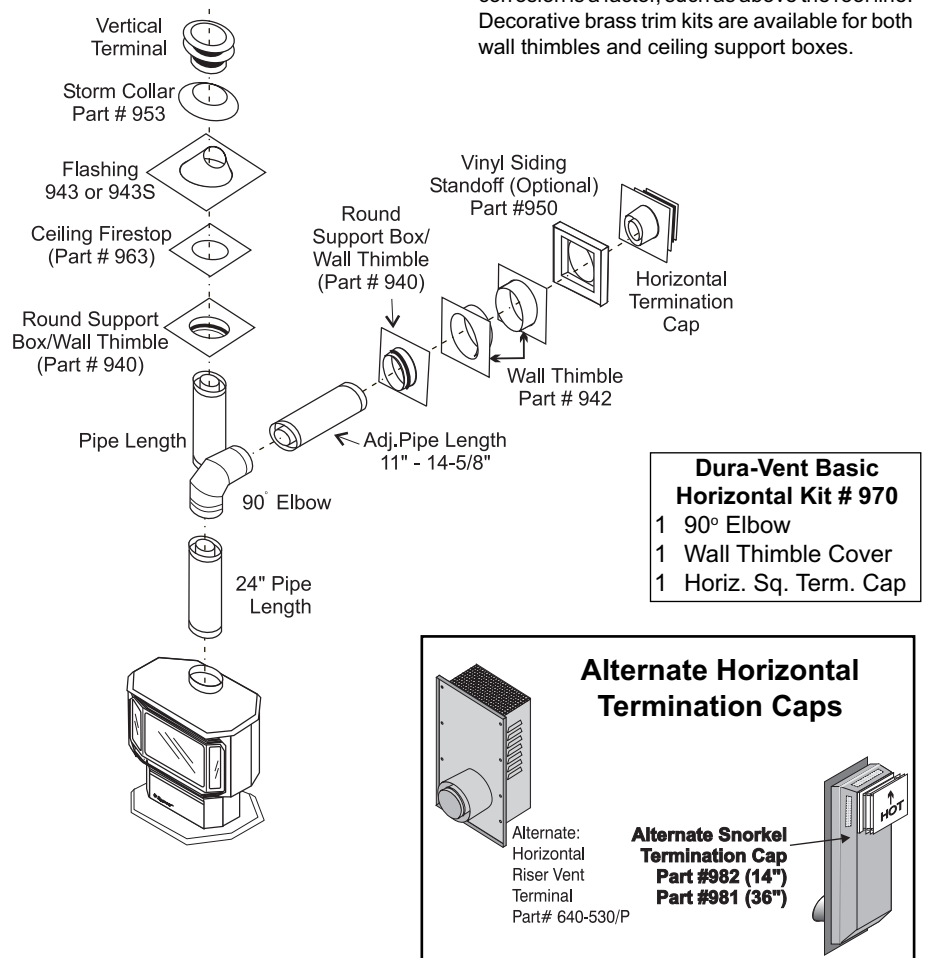 corrosion is a factor, such as above the roof line.
Decorative brass trim kits are available for both
wall thimbles and ceiling support boxes.
Vertical
Terminal
Storm Collar
Part # 953
Flashing
943 or 943S
Ceiling Firestop
(Part # 963)
Round Support
Box/Wall Thimble
(Part # 940)
Pipe Length
90° Elbow
24" Pipe
Length
Adj.Pipe Length
11" - 14-5/8"
Round
Support Box/
Wall Thimble
(Part # 940)
Vinyl Siding
Standoff (Optional)
Part #950
Wall Thimble
Part # 942
Horizontal
Termination
Cap
Dura-Vent Basic
Horizontal Kit # 970
1 90º Elbow
1 Wall Thimble Cover
1 Horiz. Sq. Term. Cap
Alternate Horizontal
Termination Caps
Alternate:
Horizontal
Riser Vent
Terminal
Part# 640-530/P
Alternate Snorkel
Termination Cap
Part #982 (14")
Part #981 (36")
HOT